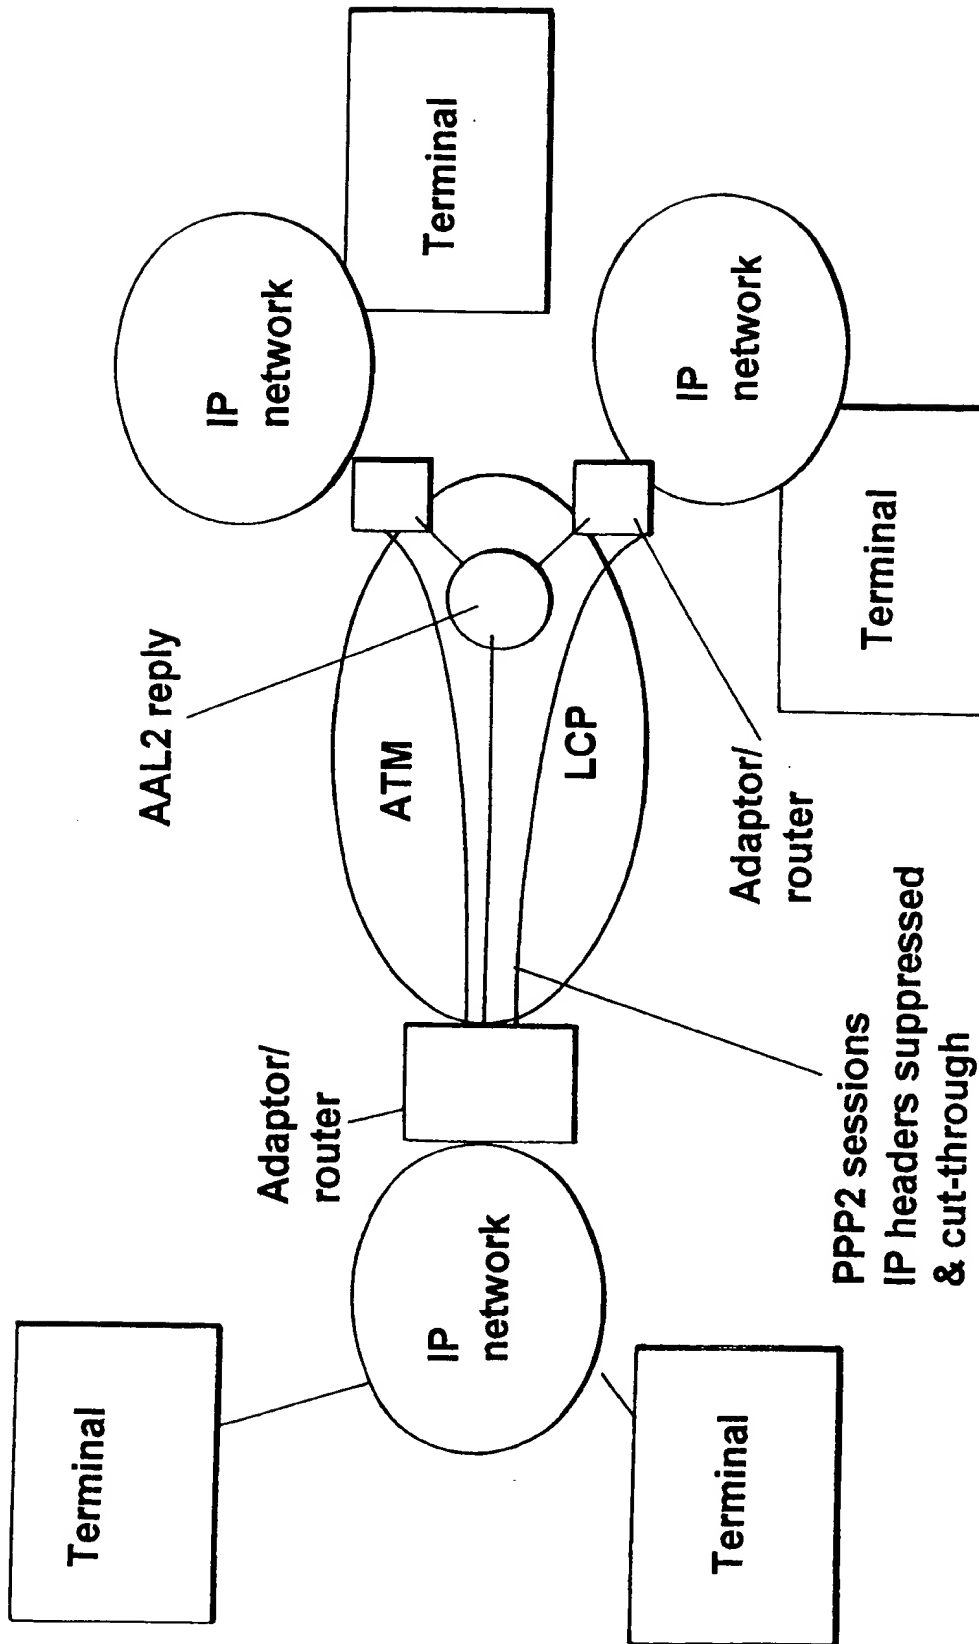 Terminal
IP
network
Terminal
Adaptor/
router
AAL2 reply
ATM
LCP
PPP2 sessions
IP headers suppressed
& cut-through
Adaptor/
router
IP
network
Terminal
IP
network
Terminal